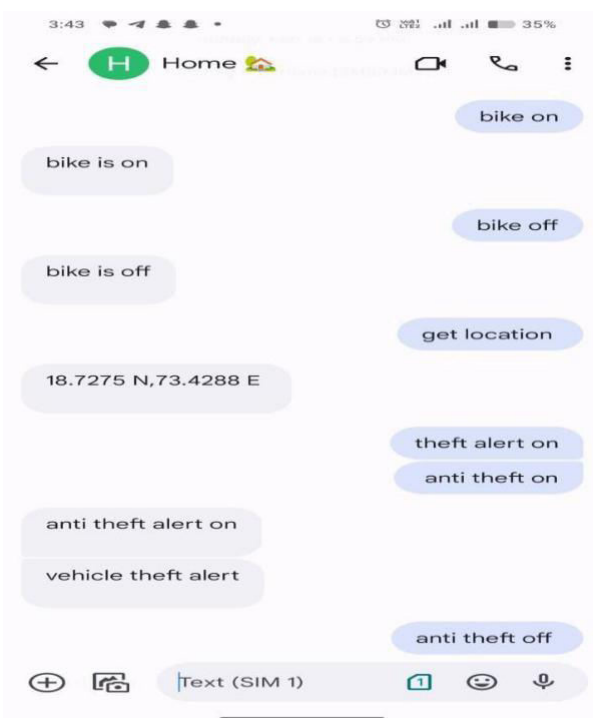 3:43 35%
H Home 🏡
bike on
bike is on
bike off
bike is off
get location
18.7275 N,73.4288 E
theft alert on
anti theft on
anti theft alert on
vehicle theft alert
anti theft off
Text (SIM 1) 1